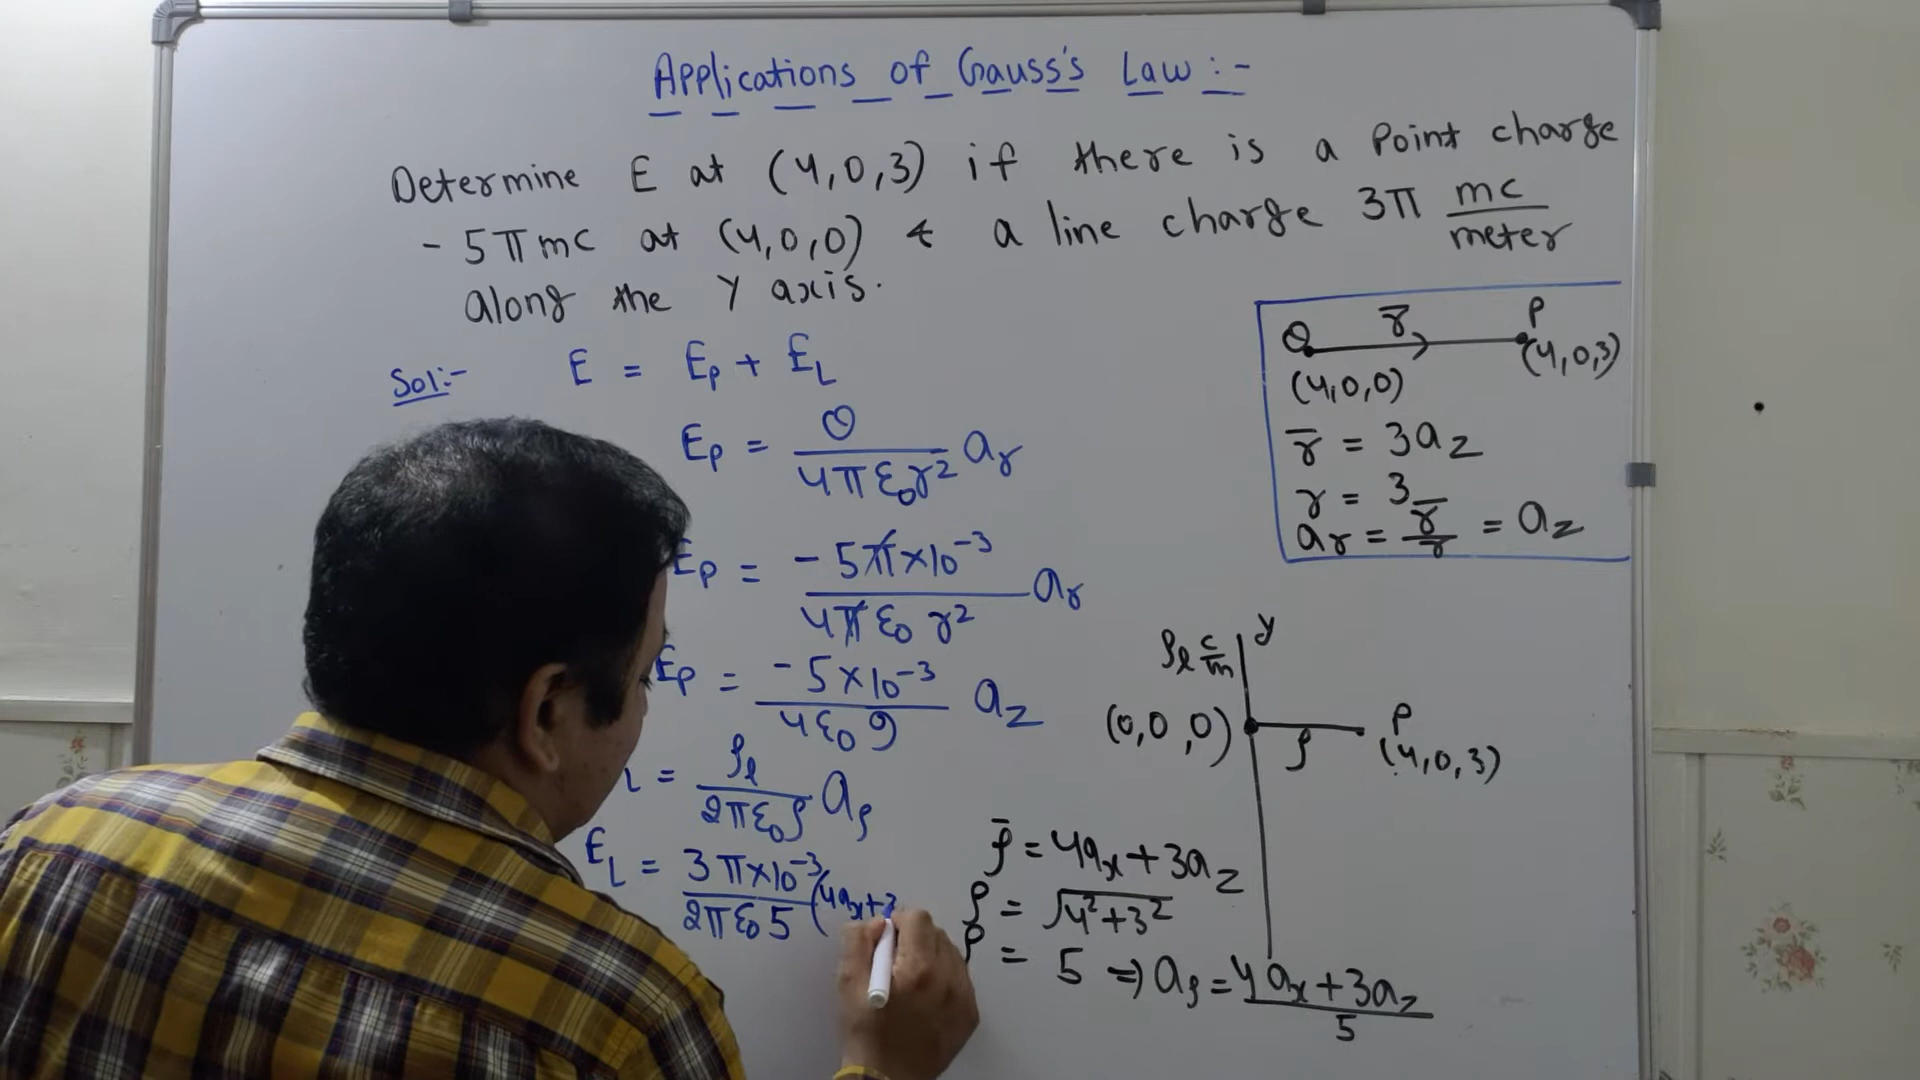 Applications of Gauss's Law :-
Determine E at (4,0,3) if there is a Point charge
- 5π mc at (4,0,0) & a line charge 3π mc/meter
along the Y axis.
Sol:- E = Ep + EL
Ep = Q/4πε₀r² ar
Ep = - 5π×10⁻³/4πε₀ r² ar
Ep = - 5×10⁻³/4ε₀ 9 az
L = ρl/2πε₀ρ aρ
EL = 3π×10⁻³/2πε₀5 (4ax+3
Q r̅ P
(4,0,0) (4,0,3)
r̅ = 3az
r = 3
ar = r̅/r = az
ρl c/m y
(0,0,0) ρ P (4,0,3)
ρ̅ = 4ax+3az
ρ = √4²+3²
ρ = 5 ⇒ aρ = 4ax+3az/5